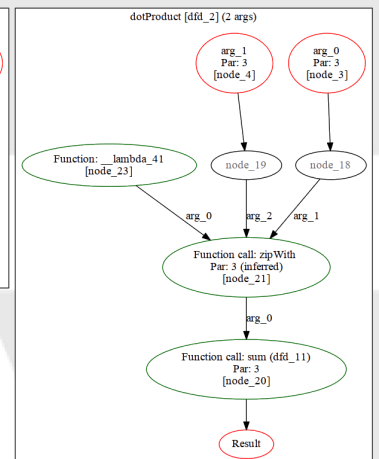 dotProduct [dfd_2] (2 args)
arg_1
Par: 3
[node_4]
arg_0
Par: 3
[node_3]
Function: __lambda_41
[node_23]
node_19
node_18
arg_0
arg_2
arg_1
Function call: zipWith
Par: 3 (inferred)
[node_21]
arg_0
Function call: sum (dfd_11)
Par: 3
[node_20]
Result